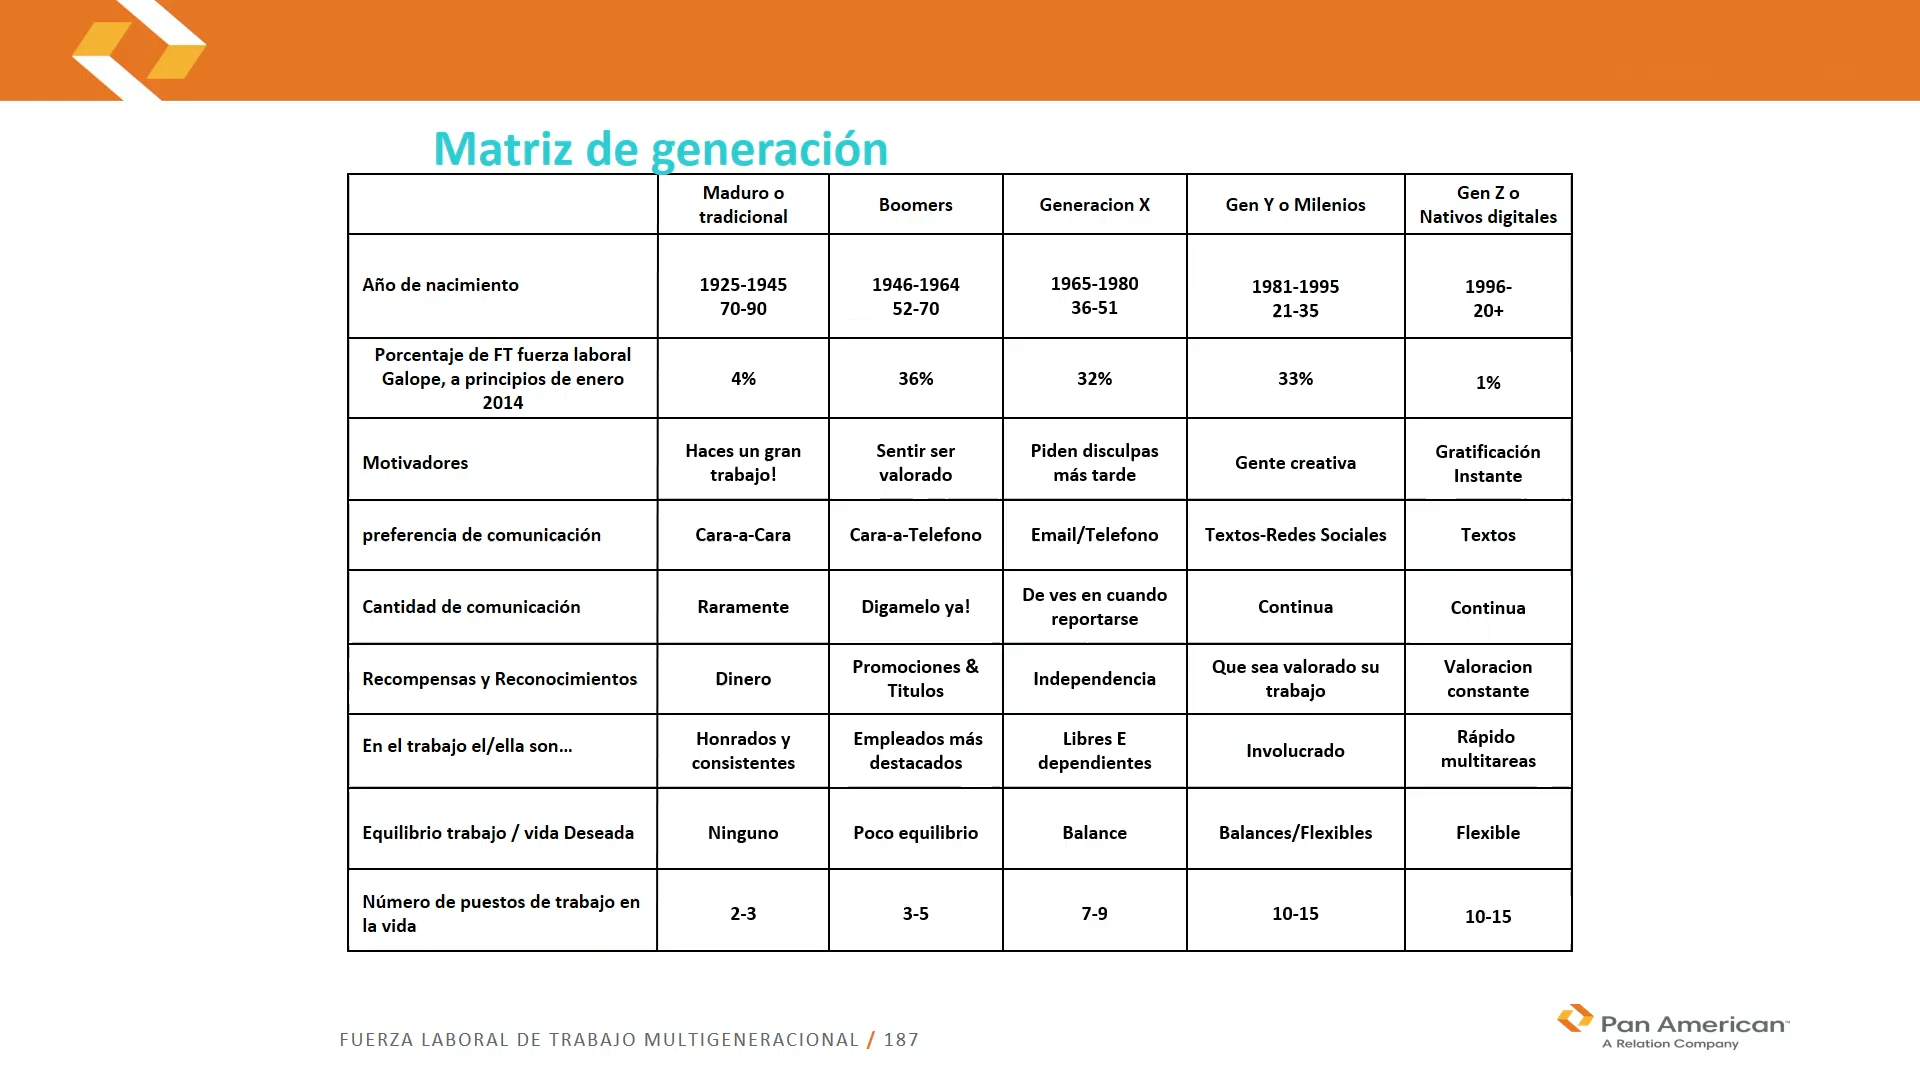 Matriz de generación
Maduro o
tradicional
Boomers
Generacion X
Gen Y o Milenios
Gen Z o
Nativos digitales
Año de nacimiento
1925-1945
70-90
1946-1964
52-70
1965-1980
36-51
1981-1995
21-35
1996-
20+
Porcentaje de FT fuerza laboral
Galope, a principios de enero
2014
4%
36%
32%
33%
1%
Motivadores
Haces un gran
trabajo!
Sentir ser
valorado
Piden disculpas
más tarde
Gente creativa
Gratificación
Instante
preferencia de comunicación
Cara-a-Cara
Cara-a-Telefono
Email/Telefono
Textos-Redes Sociales
Textos
Cantidad de comunicación
Raramente
Digamelo ya!
De ves en cuando
reportarse
Continua
Continua
Recompensas y Reconocimientos
Dinero
Promociones &
Titulos
Independencia
Que sea valorado su
trabajo
Valoracion
constante
En el trabajo el/ella son...
Honrados y
consistentes
Empleados más
destacados
Libres E
dependientes
Involucrado
Rápido
multitareas
Equilibrio trabajo / vida Deseada
Ninguno
Poco equilibrio
Balance
Balances/Flexibles
Flexible
Número de puestos de trabajo en
la vida
2-3
3-5
7-9
10-15
10-15
FUERZA LABORAL DE TRABAJO MULTIGENERACIONAL / 187
Pan American
A Relation Company